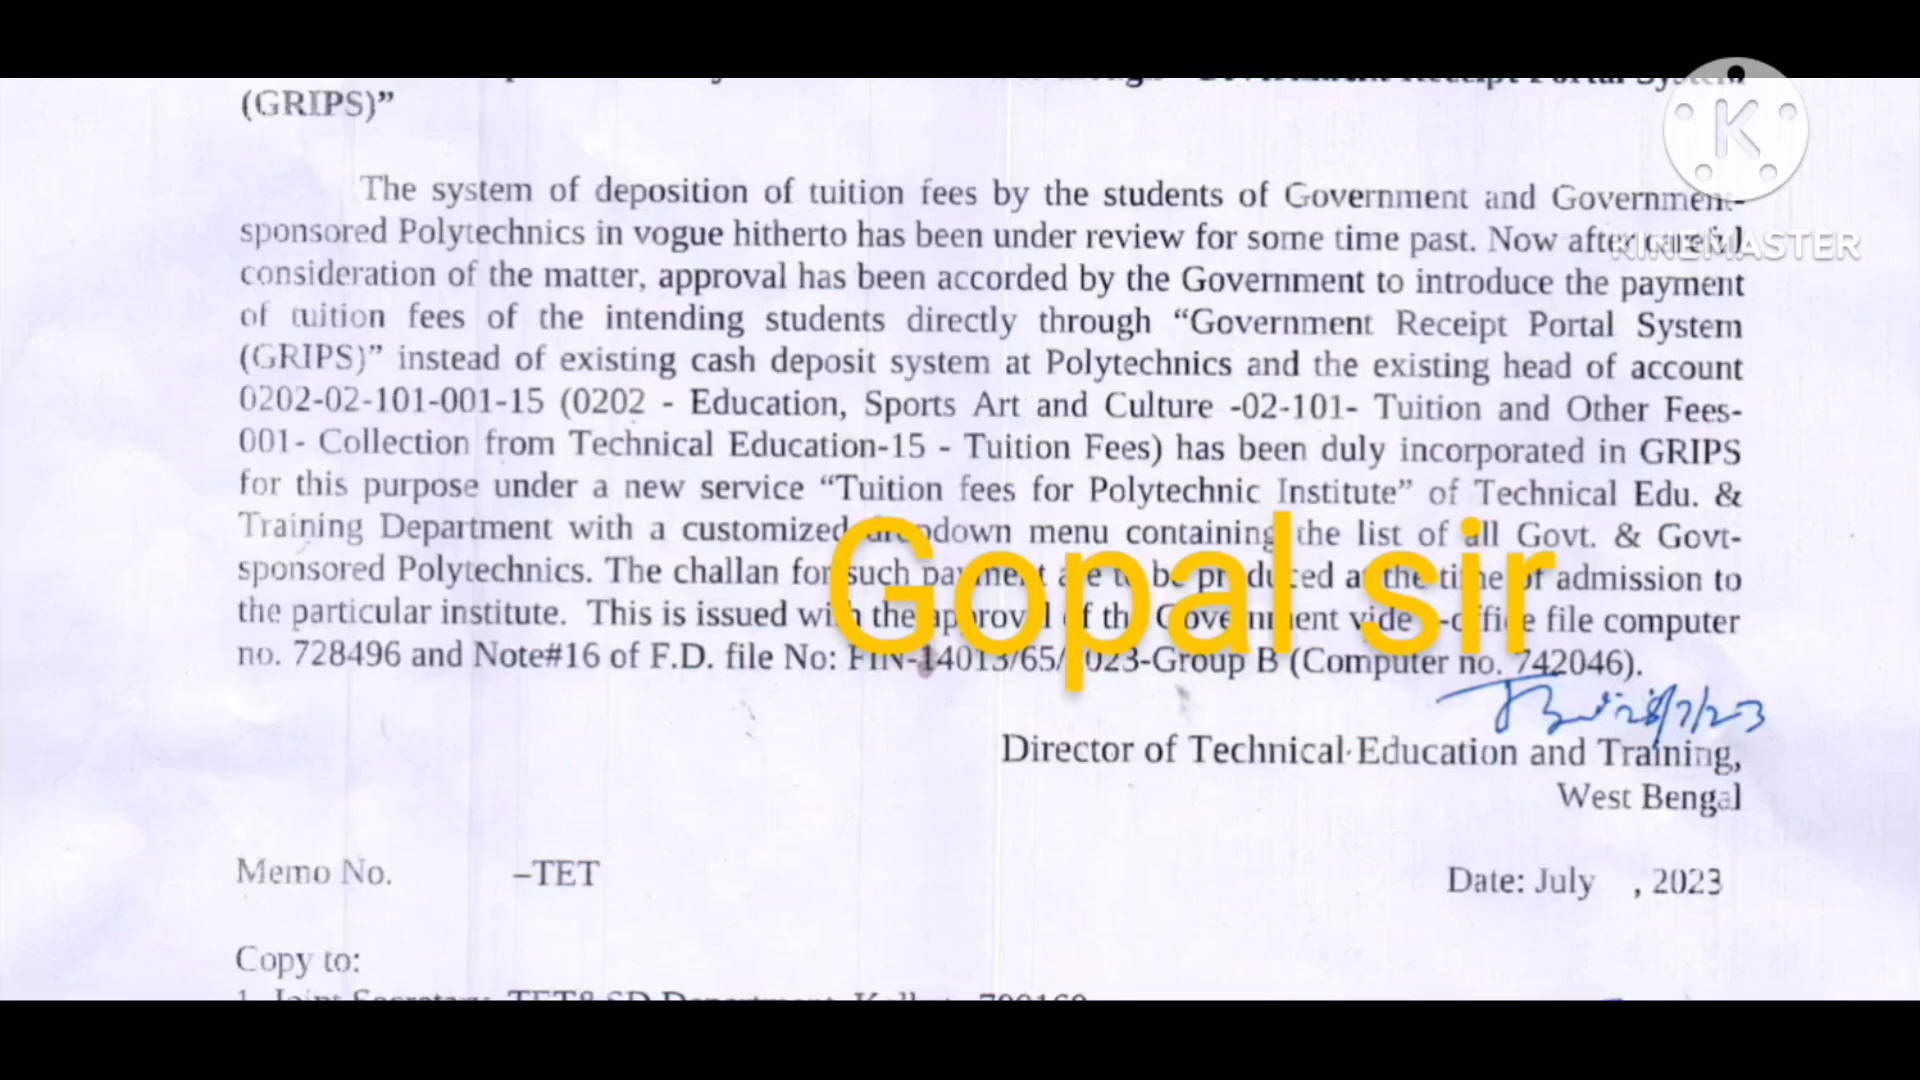 (GRIPS)”
The system of deposition of tuition fees by the students of Government and Government-
sponsored Polytechnics in vogue hitherto has been under review for some time past. Now after careful
consideration of the matter, approval has been accorded by the Government to introduce the payment
of tuition fees of the intending students directly through “Government Receipt Portal System
(GRIPS)” instead of existing cash deposit system at Polytechnics and the existing head of account
0202-02-101-001-15 (0202 - Education, Sports Art and Culture -02-101- Tuition and Other Fees-
001- Collection from Technical Education-15 - Tuition Fees) has been duly incorporated in GRIPS
for this purpose under a new service “Tuition fees for Polytechnic Institute” of Technical Edu. &
Training Department with a customized dropdown menu containing the list of all Govt. & Govt-
sponsored Polytechnics. The challan for such payment are to be produced at the time of admission to
the particular institute. This is issued with the approval of the Government vide e-office file computer
no. 728496 and Note#16 of F.D. file No: FIN-14013/65/2023-Group B (Computer no. 742046).
Gopal sir
28/7/23
Director of Technical Education and Training,
West Bengal
Memo No. –TET Date: July , 2023
Copy to:
K
KINEMASTER